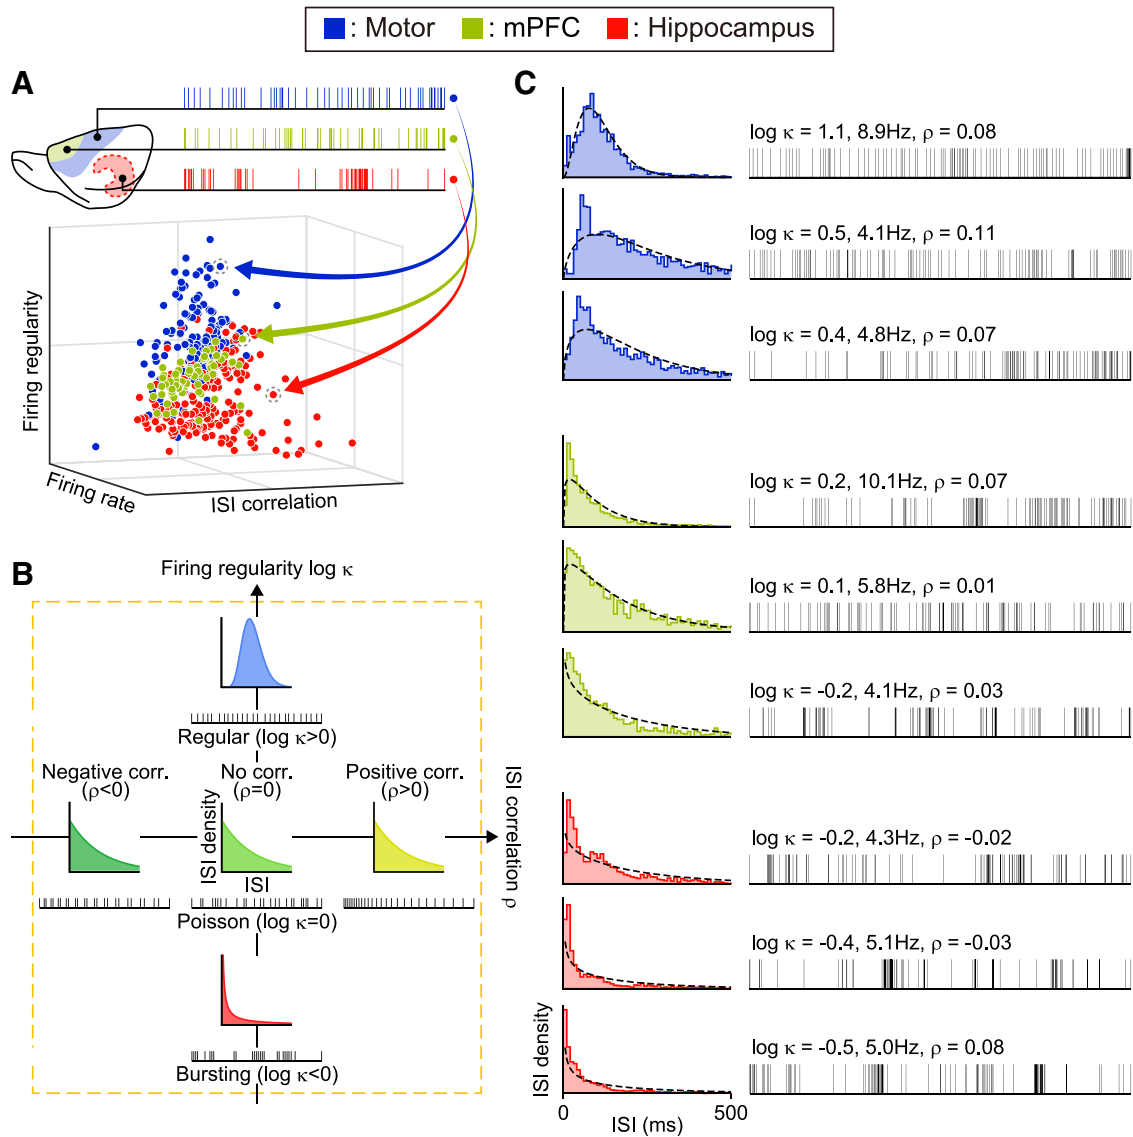 : Motor : mPFC : Hippocampus
A
Firing regularity
Firing rate
ISI correlation
B
Firing regularity log κ
Regular (log κ>0)
Negative corr.
(ρ<0)
No corr.
(ρ=0)
Positive corr.
(ρ>0)
ISI density
ISI
ISI correlation ρ
Poisson (log κ=0)
Bursting (log κ<0)
C
log κ = 1.1, 8.9Hz, ρ = 0.08
log κ = 0.5, 4.1Hz, ρ = 0.11
log κ = 0.4, 4.8Hz, ρ = 0.07
log κ = 0.2, 10.1Hz, ρ = 0.07
log κ = 0.1, 5.8Hz, ρ = 0.01
log κ = -0.2, 4.1Hz, ρ = 0.03
log κ = -0.2, 4.3Hz, ρ = -0.02
log κ = -0.4, 5.1Hz, ρ = -0.03
log κ = -0.5, 5.0Hz, ρ = 0.08
ISI density
0 500
ISI (ms)